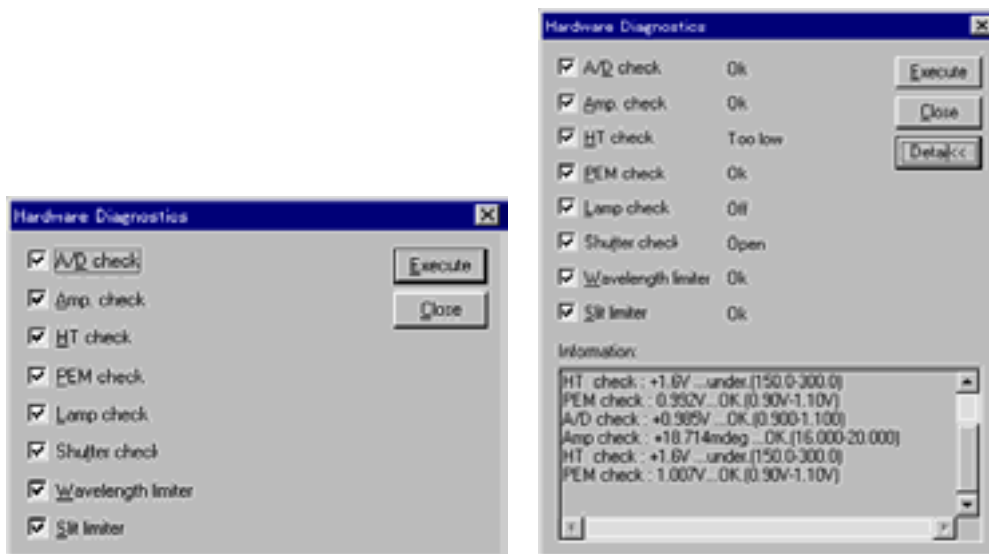 Hardware Diagnostics
A/D check
Execute
Amp. check
Close
HT check
PEM check
Lamp check
Shutter check
Wavelength limiter
Slit limiter
Hardware Diagnostics
A/D check Ok
Execute
Amp. check Ok
Close
HT check Too low
Detail<<
PEM check Ok
Lamp check Off
Shutter check Open
Wavelength limiter Ok
Slit limiter Ok
Information:
HT check : +1.6V ...under.(150.0-300.0)
PEM check : 0.992V...OK.(0.90V-1.10V)
A/D check : +0.985V ...OK.(0.900-1.100)
Amp check : +18.714mdeg ...OK.(16.000-20.000)
HT check : +1.6V ...under.(150.0-300.0)
PEM check : 1.007V...OK.(0.90V-1.10V)